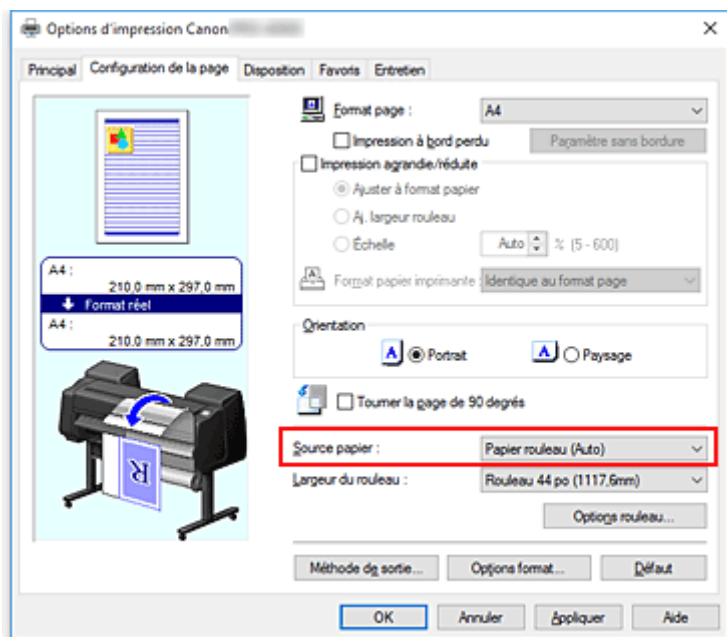 Options d'impression Canon
Principal Configuration de la page Disposition Favoris Entretien
Format page : A4
Impression à bord perdu Paramètre sans bordure
Impression agrandie/réduite
Ajuster à format papier
Aj. largeur rouleau
Échelle Auto % (5 - 600)
Format papier imprimante : Identique au format page
A4 :
210,0 mm x 297,0 mm
Format réel
A4 :
210.0 mm x 297.0 mm
Orientation
A Portrait A Paysage
Tourner la page de 90 degrés
Source papier : Papier rouleau (Auto)
Largeur du rouleau : Rouleau 44 po (1117,6mm)
Options rouleau...
Méthode de sortie... Options format... Défaut
OK Annuler Appliquer Aide